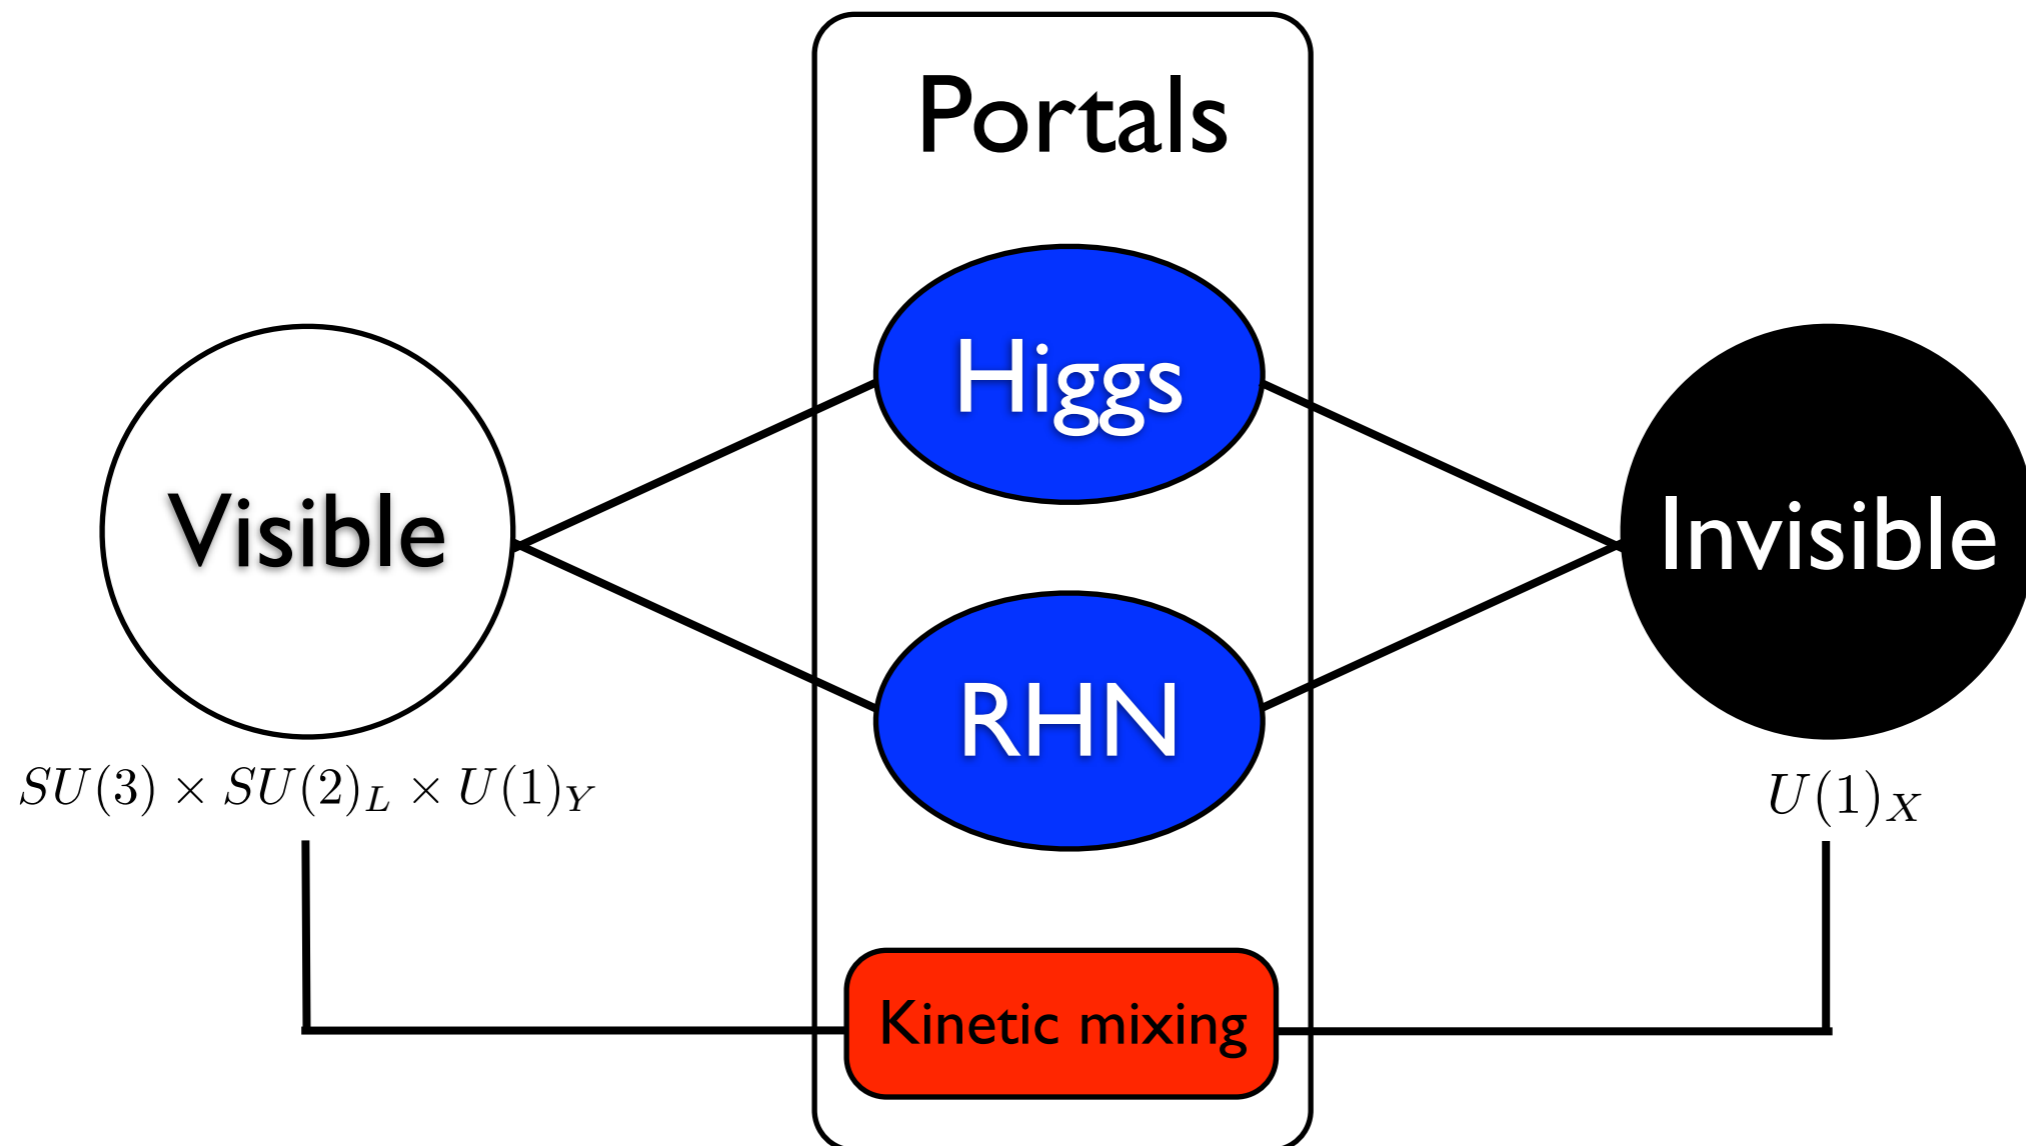 Portals
Higgs
Visible
Invisible
RHN
SU(3) × SU(2)_L × U(1)_Y
U(1)_X
Kinetic mixing